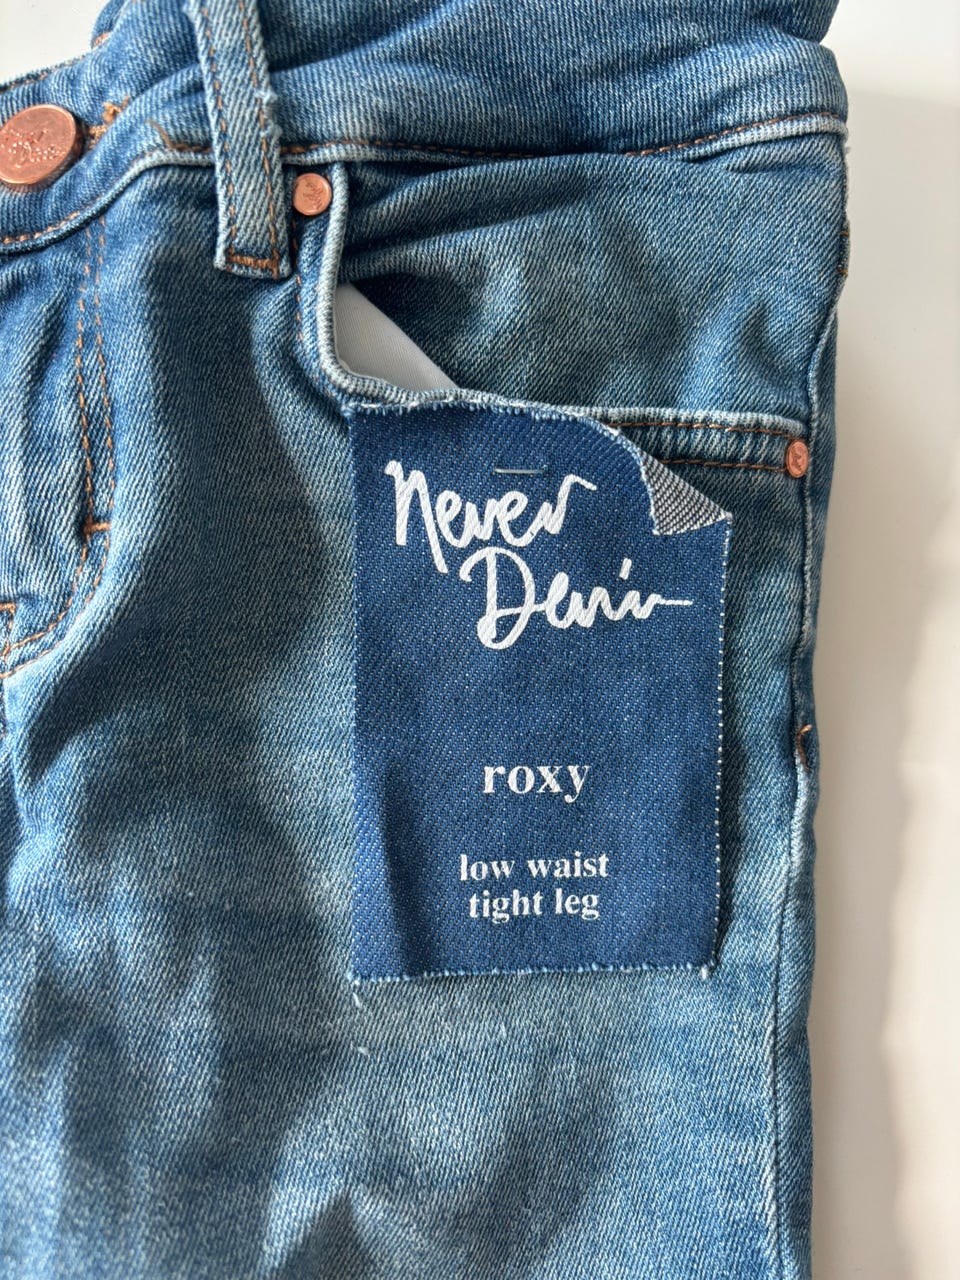 Never
Denim
roxy
low waist
tight leg